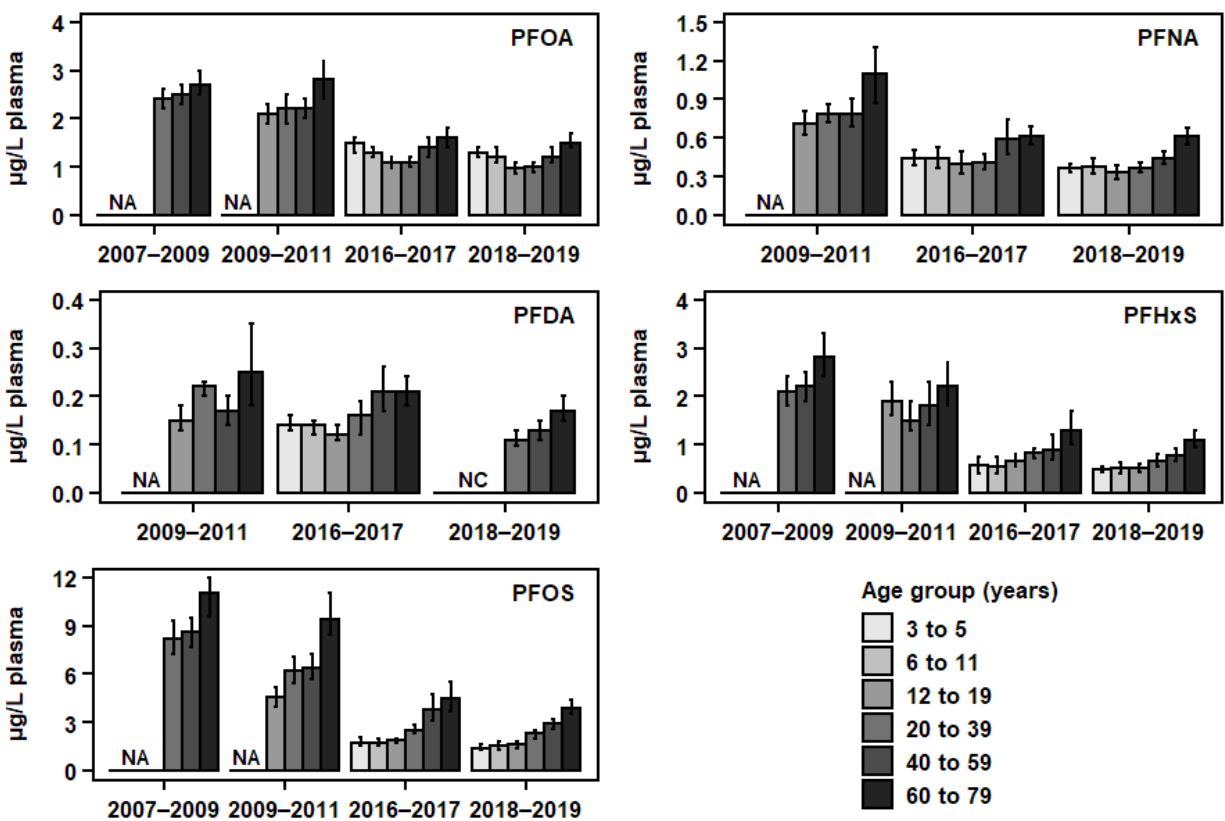 PFOA
µg/L plasma
4
3
2
1
0
NA
NA
2007–2009 2009–2011 2016–2017 2018–2019
PFNA
µg/L plasma
1.5
1.2
0.9
0.6
0.3
0.0
NA
2009–2011 2016–2017 2018–2019
PFDA
µg/L plasma
0.4
0.3
0.2
0.1
0.0
NA
NC
2009–2011 2016–2017 2018–2019
PFHxS
µg/L plasma
4
3
2
1
0
NA
NA
2007–2009 2009–2011 2016–2017 2018–2019
PFOS
µg/L plasma
12
9
6
3
0
NA
NA
2007–2009 2009–2011 2016–2017 2018–2019
Age group (years)
3 to 5
6 to 11
12 to 19
20 to 39
40 to 59
60 to 79